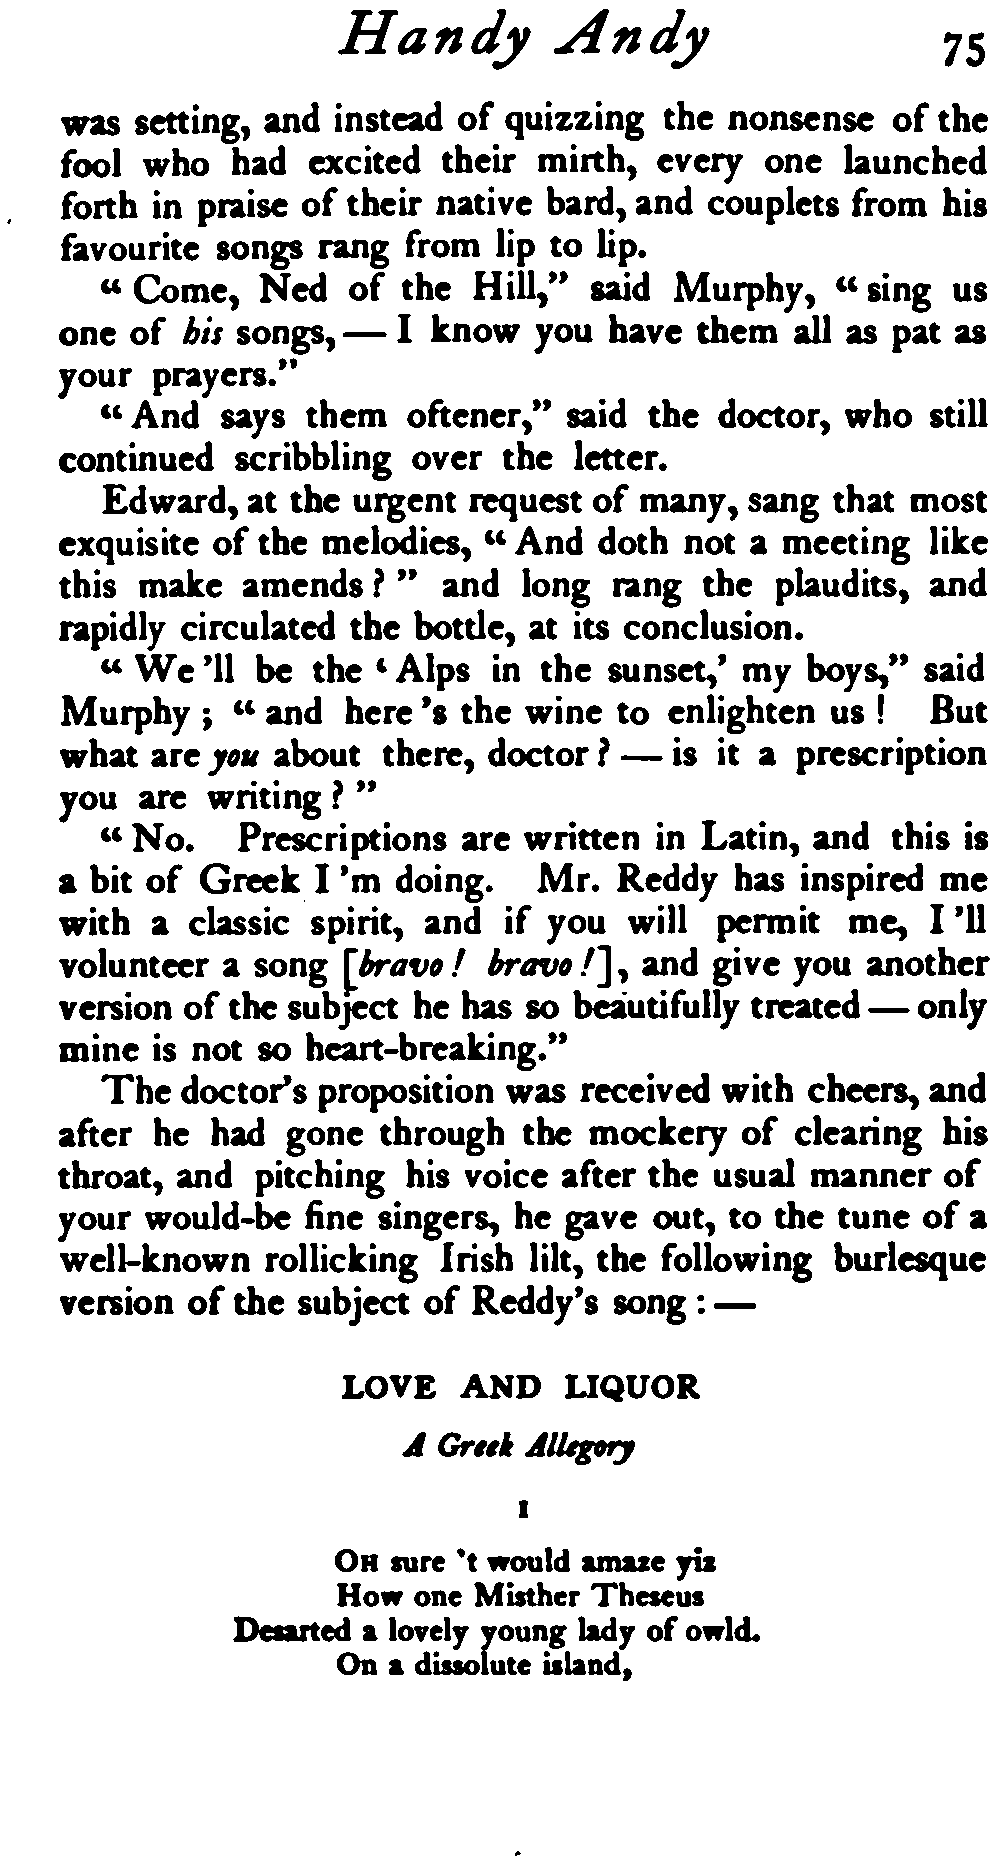 Handy Andy 75
was setting, and instead of quizzing the nonsense of the
fool who had excited their mirth, every one launched
forth in praise of their native bard, and couplets from his
favourite songs rang from lip to lip.
“ Come, Ned of the Hill,” said Murphy, “ sing us
one of his songs, — I know you have them all as pat as
your prayers.”
“ And says them oftener,” said the doctor, who still
continued scribbling over the letter.
Edward, at the urgent request of many, sang that most
exquisite of the melodies, “ And doth not a meeting like
this make amends ? ” and long rang the plaudits, and
rapidly circulated the bottle, at its conclusion.
“ We 'll be the ‘ Alps in the sunset,’ my boys,” said
Murphy ; “ and here 's the wine to enlighten us ! But
what are you about there, doctor ? — is it a prescription
you are writing ? ”
“ No. Prescriptions are written in Latin, and this is
a bit of Greek I 'm doing. Mr. Reddy has inspired me
with a classic spirit, and if you will permit me, I 'll
volunteer a song [bravo ! bravo !], and give you another
version of the subject he has so beautifully treated — only
mine is not so heart-breaking.”
The doctor's proposition was received with cheers, and
after he had gone through the mockery of clearing his
throat, and pitching his voice after the usual manner of
your would-be fine singers, he gave out, to the tune of a
well-known rollicking Irish lilt, the following burlesque
version of the subject of Reddy's song : —
LOVE AND LIQUOR
A Greek Allegory
I
OH sure 't would amaze yiz
How one Misther Theseus
Desarted a lovely young lady of owld.
On a dissolute island,